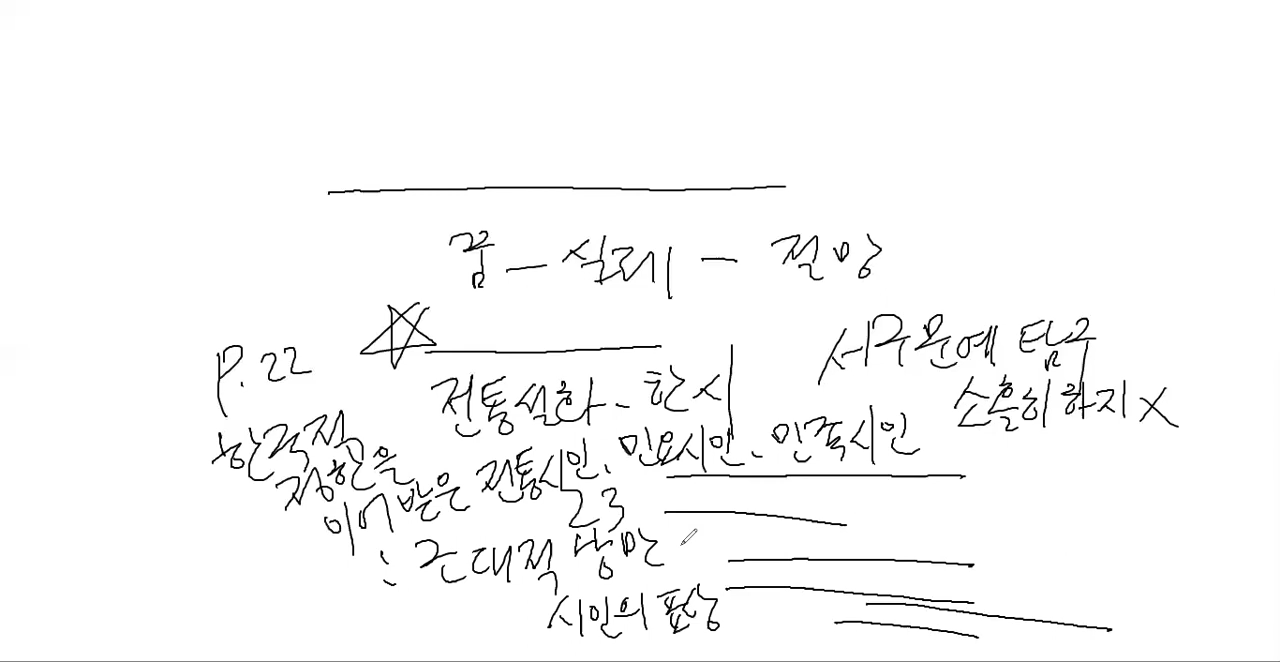 꿈 - 실레 - 절망
P. 22
서구문예 탐구
소홀히하지 X
전통설화 - 한시
한국적
정한을
이어받은 전통시인, 민요시인, 민족시인
23
: 근대적 낭만
시인의 표상